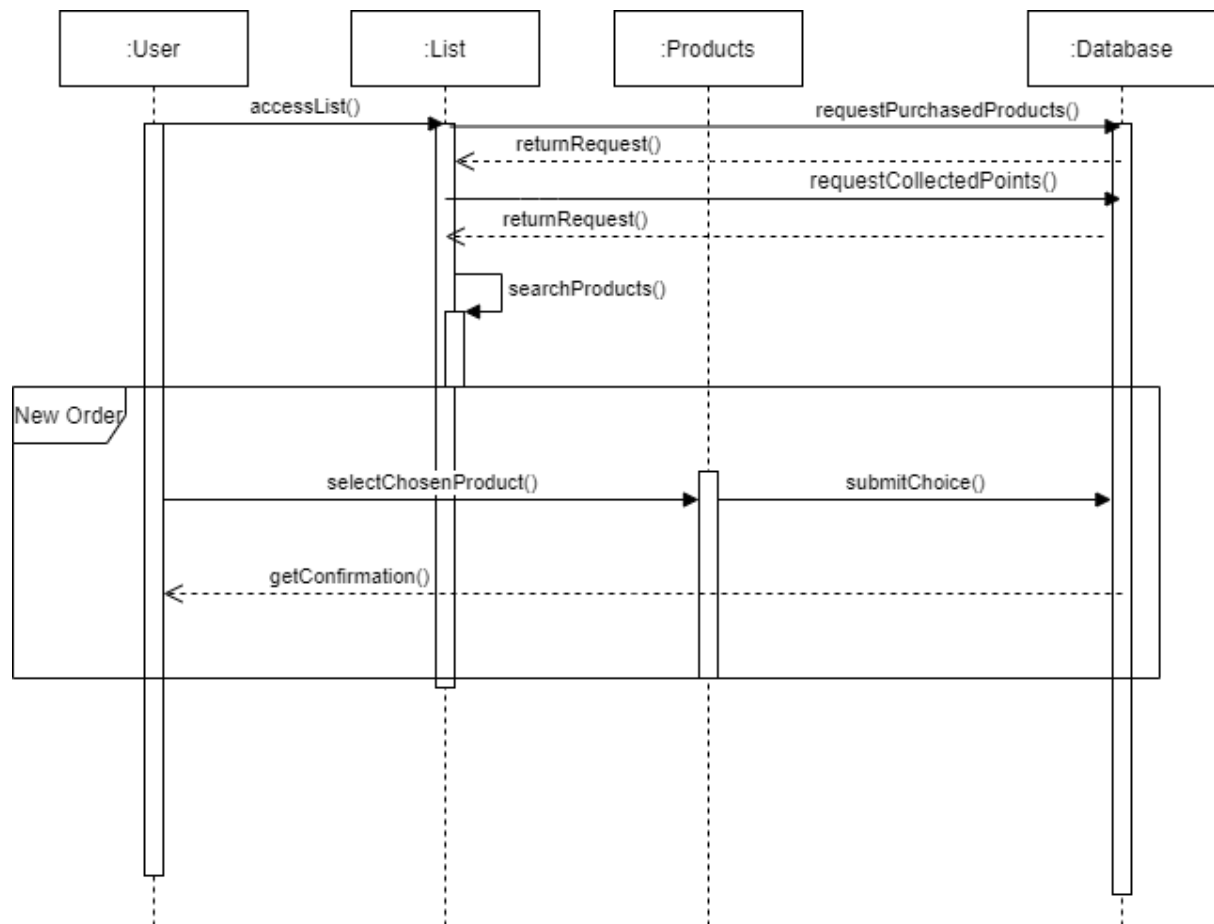 :User
:List
:Products
:Database
accessList()
requestPurchasedProducts()
returnRequest()
requestCollectedPoints()
returnRequest()
searchProducts()
New Order
selectChosenProduct()
submitChoice()
getConfirmation()